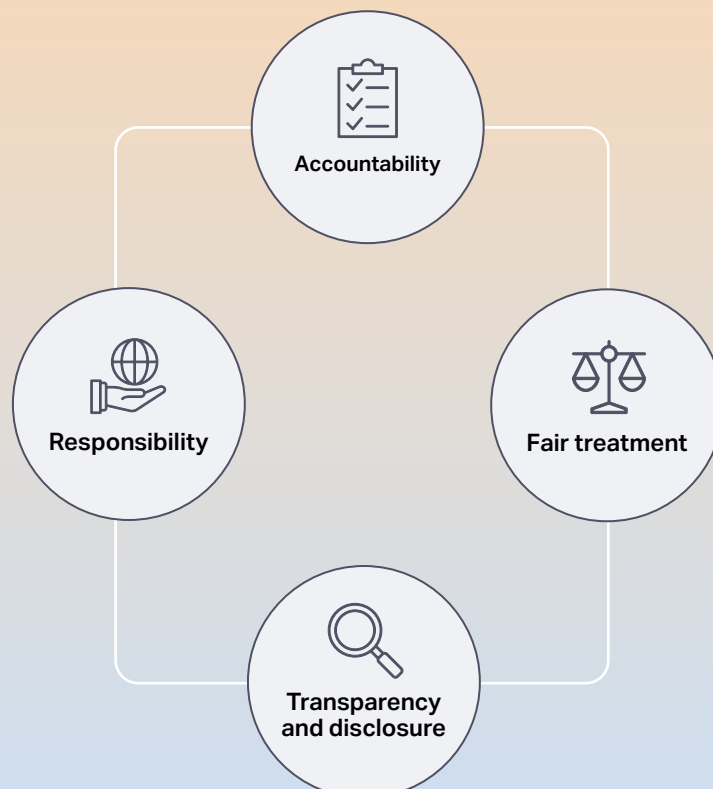 Accountability
Responsibility
Fair treatment
Transparency
and disclosure